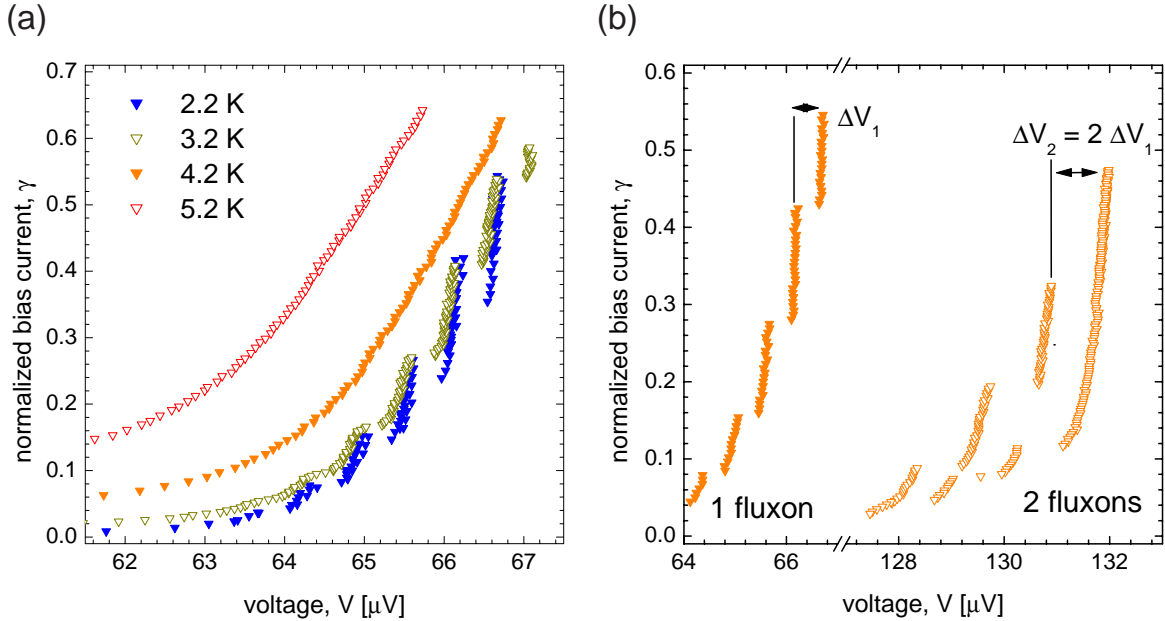 (a)
0.7
0.6
0.5
0.4
0.3
0.2
0.1
0.0
normalized bias current, γ
2.2 K
3.2 K
4.2 K
5.2 K
62 63 64 65 66 67
voltage, V [μV]
(b)
0.6
0.5
0.4
0.3
0.2
0.1
0.0
normalized bias current, γ
ΔV₁
ΔV₂ = 2 ΔV₁
1 fluxon
2 fluxons
64 65 66 128 130 132
voltage, V [μV]